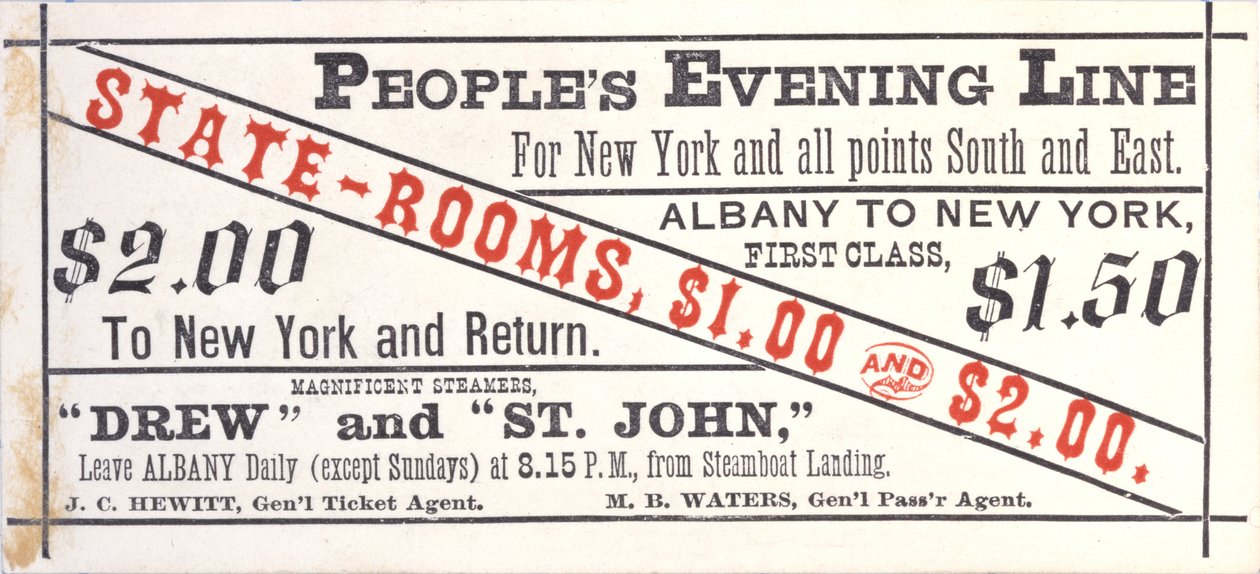 PEOPLE'S EVENING LINE
For New York and all points South and East.
STATE-ROOMS, $1.00 AND $2.00.
ALBANY TO NEW YORK,
FIRST CLASS,
$1.50
$2.00
To New York and Return.
MAGNIFICENT STEAMERS,
"DREW" and "ST. JOHN,"
Leave ALBANY Daily (except Sundays) at 8.15 P.M., from Steamboat Landing.
J. C. HEWITT, Gen'l Ticket Agent.
M. B. WATERS, Gen'l Pass'r Agent.